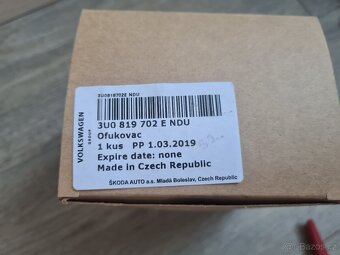 3U0819702E NDU
VOLKSWAGEN
GROUP
3U0 819 702 E NDU
Ofukovac
1 kus PP 1.03.2019
Expire date: none
Made in Czech Republic
ŠKODA AUTO a.s. Mladá Boleslav, Czech Republic